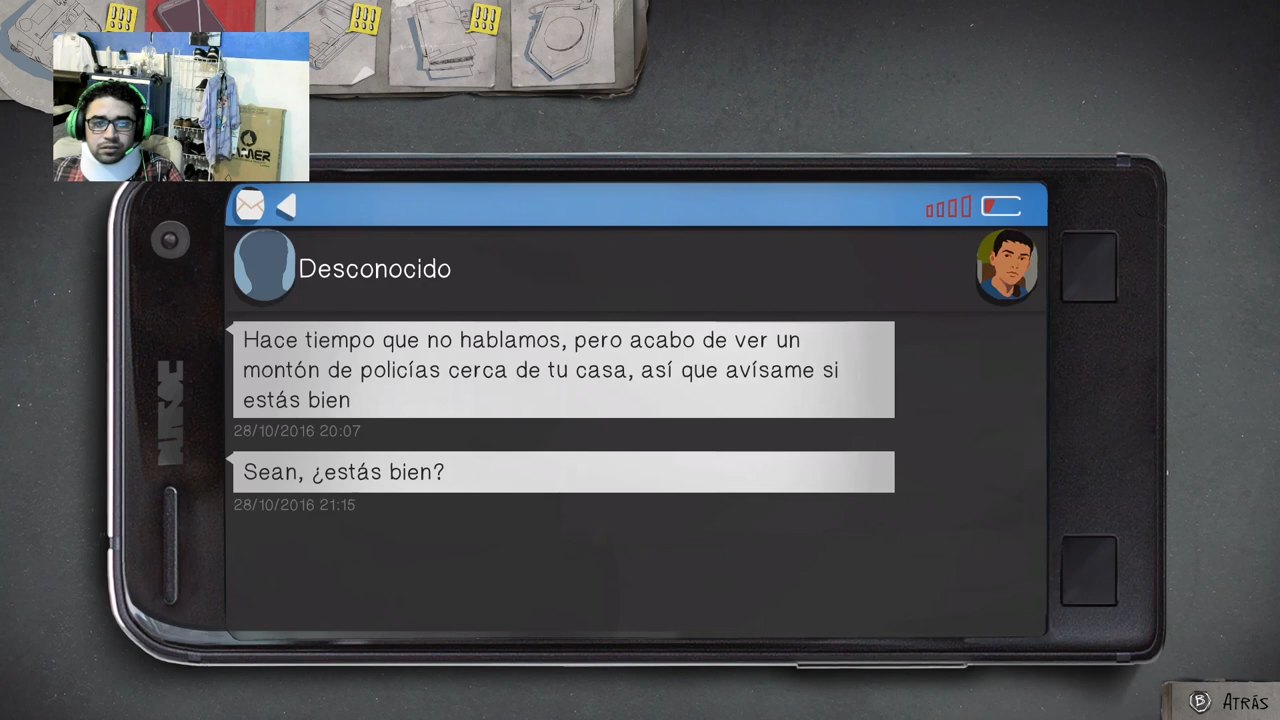 Desconocido
Hace tiempo que no hablamos, pero acabo de ver un
montón de policías cerca de tu casa, así que avísame si
estás bien
28/10/2016 20:07
Sean, ¿estás bien?
28/10/2016 21:15
B ATRÁS